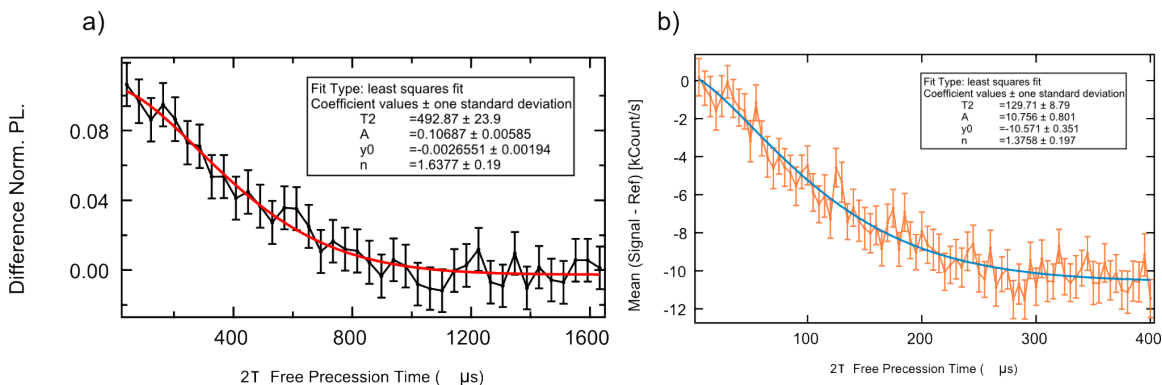 a)
Difference Norm. PL.
0.08
0.04
0.00
Fit Type: least squares fit
Coefficient values ± one standard deviation
T2 =492.87 ± 23.9
A =0.10687 ± 0.00585
y0 =-0.0026551 ± 0.00194
n =1.6377 ± 0.19
400 800 1200 1600
2τ Free Precession Time ( µs)
b)
Mean (Signal - Ref) [kCount/s]
0
-2
-4
-6
-8
-10
-12
Fit Type: least squares fit
Coefficient values ± one standard deviation
T2 =129.71 ± 8.79
A =10.756 ± 0.801
y0 =-10.571 ± 0.351
n =1.3758 ± 0.197
100 200 300 400
2τ Free Precession Time ( µs)